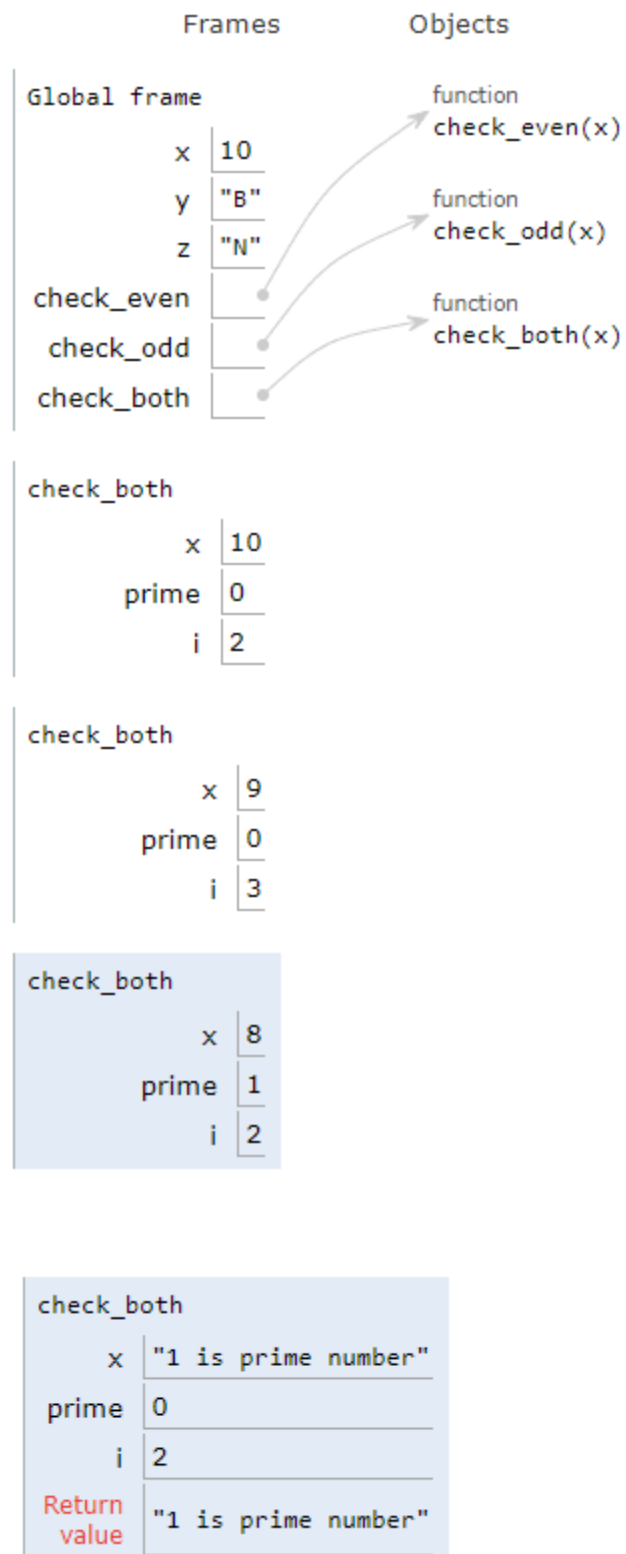 Frames Objects
Global frame
x 10
y "B"
z "N"
check_even
check_odd
check_both
function
check_even(x)
function
check_odd(x)
function
check_both(x)
check_both
x 10
prime 0
i 2
check_both
x 9
prime 0
i 3
check_both
x 8
prime 1
i 2
check_both
x "1 is prime number"
prime 0
i 2
Return
value "1 is prime number"